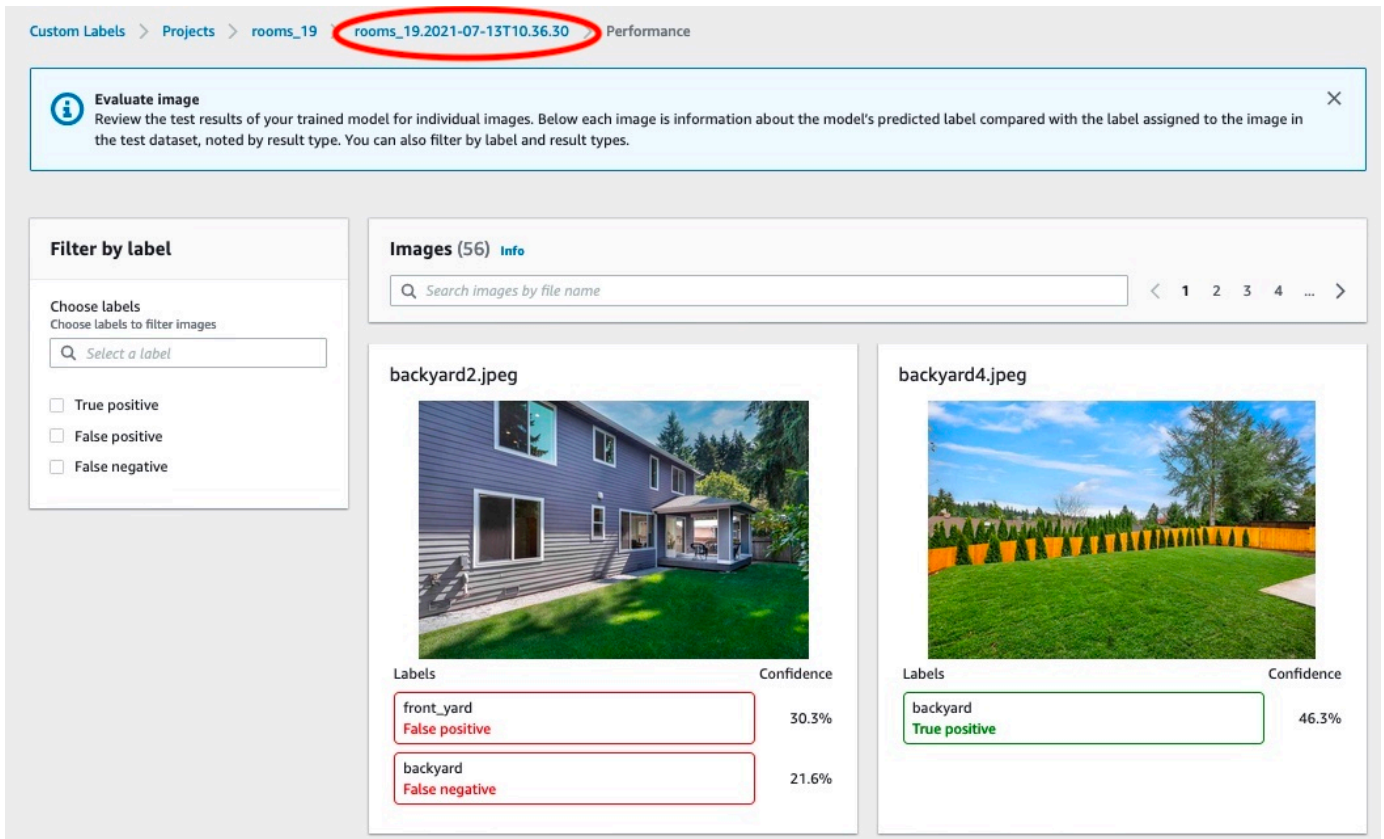 Custom Labels > Projects > rooms_19 > rooms_19.2021-07-13T10.36.30 > Performance
Evaluate image
Review the test results of your trained model for individual images. Below each image is information about the model's predicted label compared with the label assigned to the image in
the test dataset, noted by result type. You can also filter by label and result types.
Filter by label
Choose labels
Choose labels to filter images
Select a label
True positive
False positive
False negative
Images (56) Info
Search images by file name
< 1 2 3 4 ... >
backyard2.jpeg
Labels Confidence
front_yard
False positive
30.3%
backyard
False negative
21.6%
backyard4.jpeg
Labels Confidence
backyard
True positive
46.3%